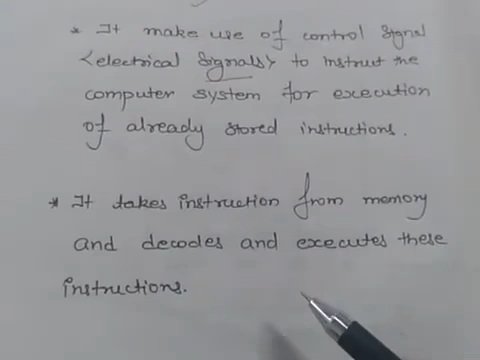 * It make use of control signal
<electrical signals> to instruct the
computer system for execution
of already stored instructions.
* It takes instruction from memory
and decodes and executes these
instructions.